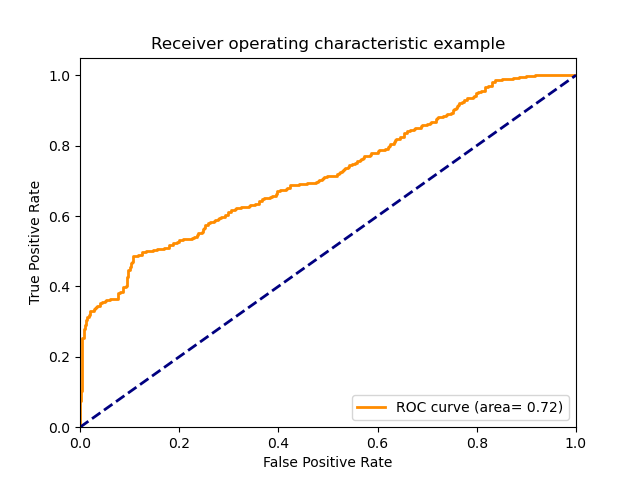 Receiver operating characteristic example
True Positive Rate
1.0
0.8
0.6
0.4
0.2
0.0
ROC curve (area= 0.72)
0.0 0.2 0.4 0.6 0.8 1.0
False Positive Rate